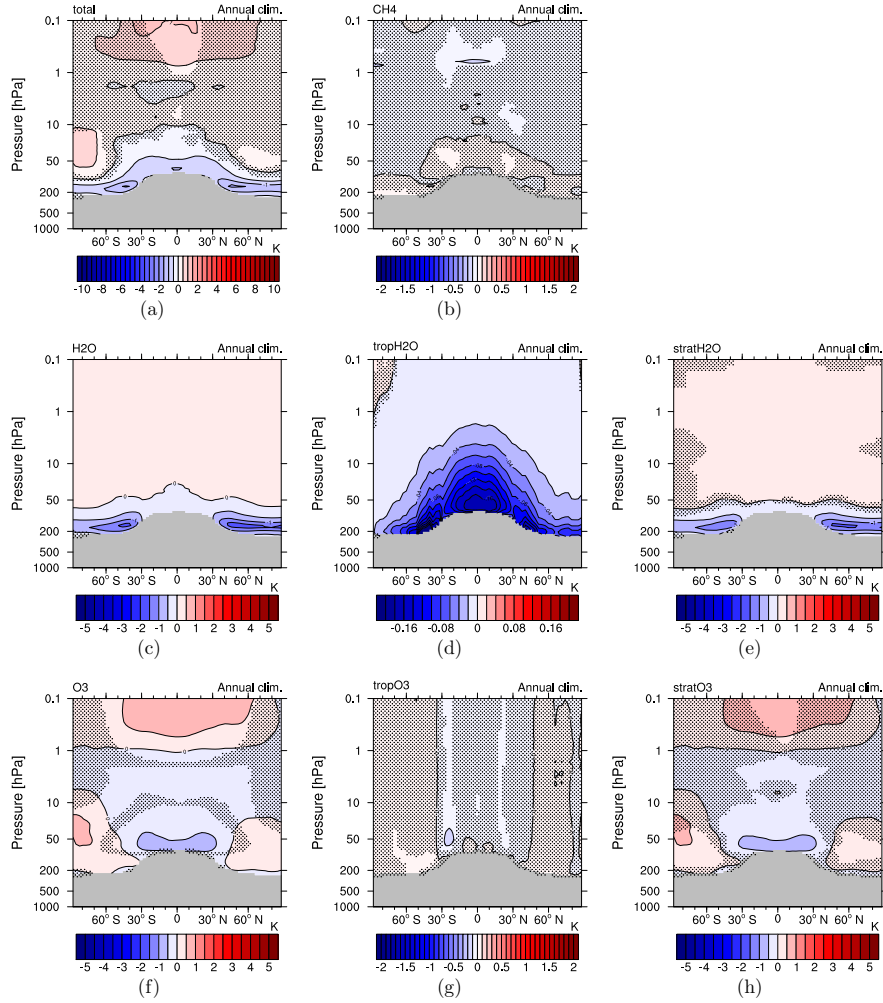 total Annual clim.
CH4 Annual clim.
Pressure [hPa]
0.1
1
10
50
200
500
1000
60° S 30° S 0 30° N 60° N
K
-10 -8 -6 -4 -2 0 2 4 6 8 10
(a)
Pressure [hPa]
0.1
1
10
50
200
500
1000
60° S 30° S 0 30° N 60° N
K
-2 -1.5 -1 -0.5 0 0.5 1 1.5 2
(b)
H2O Annual clim.
Pressure [hPa]
0.1
1
10
50
200
500
1000
60° S 30° S 0 30° N 60° N
K
-5 -4 -3 -2 -1 0 1 2 3 4 5
(c)
tropH2O Annual clim.
Pressure [hPa]
0.1
1
10
50
200
500
1000
60° S 30° S 0 30° N 60° N
K
-0.16 -0.08 0 0.08 0.16
(d)
stratH2O Annual clim.
Pressure [hPa]
0.1
1
10
50
200
500
1000
60° S 30° S 0 30° N 60° N
K
-5 -4 -3 -2 -1 0 1 2 3 4 5
(e)
O3 Annual clim.
Pressure [hPa]
0.1
1
10
50
200
500
1000
60° S 30° S 0 30° N 60° N
K
-5 -4 -3 -2 -1 0 1 2 3 4 5
(f)
tropO3 Annual clim.
Pressure [hPa]
0.1
1
10
50
200
500
1000
60° S 30° S 0 30° N 60° N
K
-2 -1.5 -1 -0.5 0 0.5 1 1.5 2
(g)
stratO3 Annual clim.
Pressure [hPa]
0.1
1
10
50
200
500
1000
60° S 30° S 0 30° N 60° N
K
-5 -4 -3 -2 -1 0 1 2 3 4 5
(h)